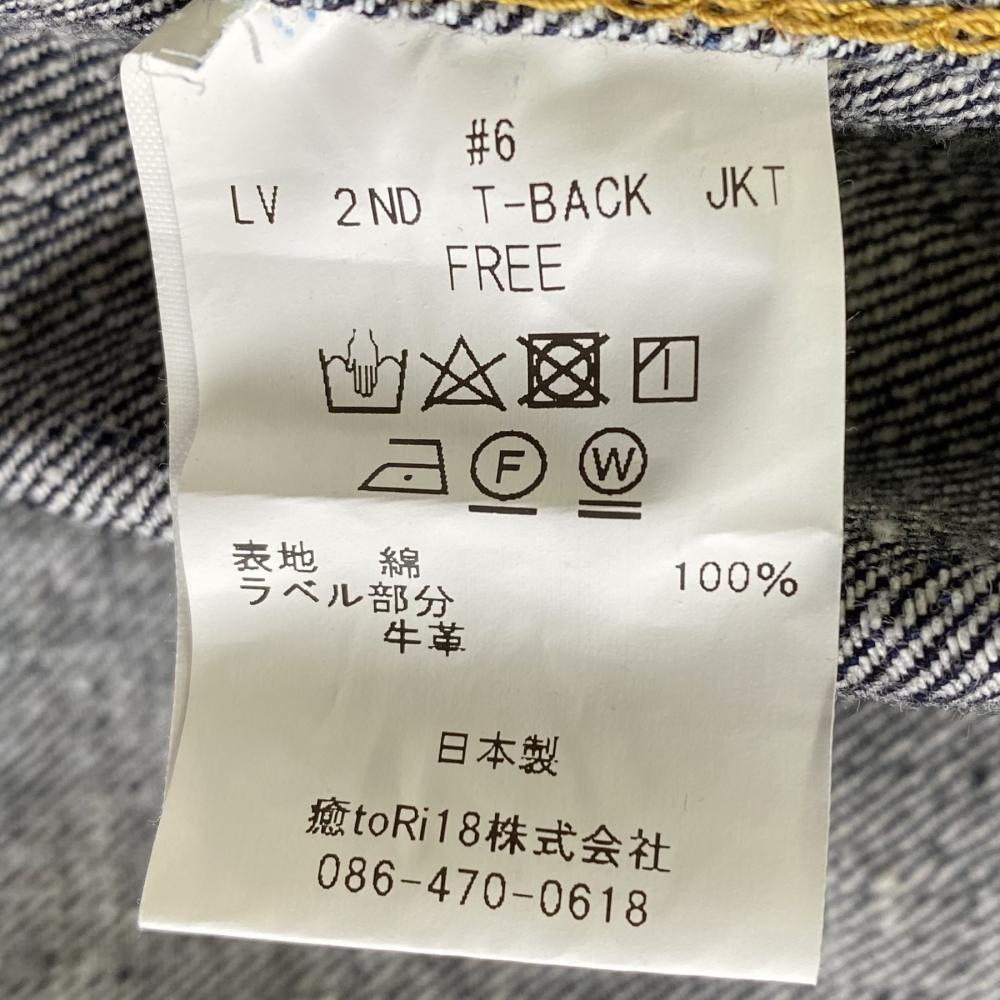 #6
LV 2ND T-BACK JKT
FREE
F W
表地 綿 100%
ラベル部分
牛革
日本製
癒toRi18株式会社
086-470-0618